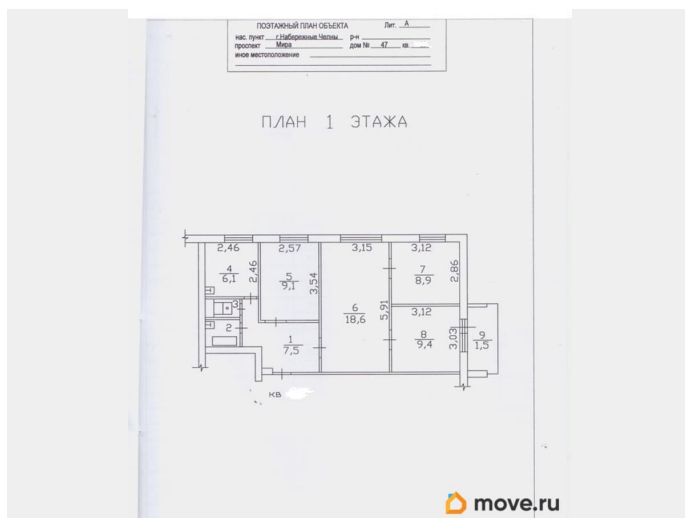 ПОЭТАЖНЫЙ ПЛАН ОБЪЕКТА Лит. А
нас. пункт г.Набережные Челны р-н
проспект Мира дом № 47 кв
иное местоположение
ПЛАН 1 ЭТАЖА
2,46 2,57 3,15 3,12
4 6,1 2,46
5 9,1 3,54
6 18,6 5,91
7 8,9 2,86
3
2
1 7,5
3,12
8 9,4 3,03
9 1,5
кв
move.ru